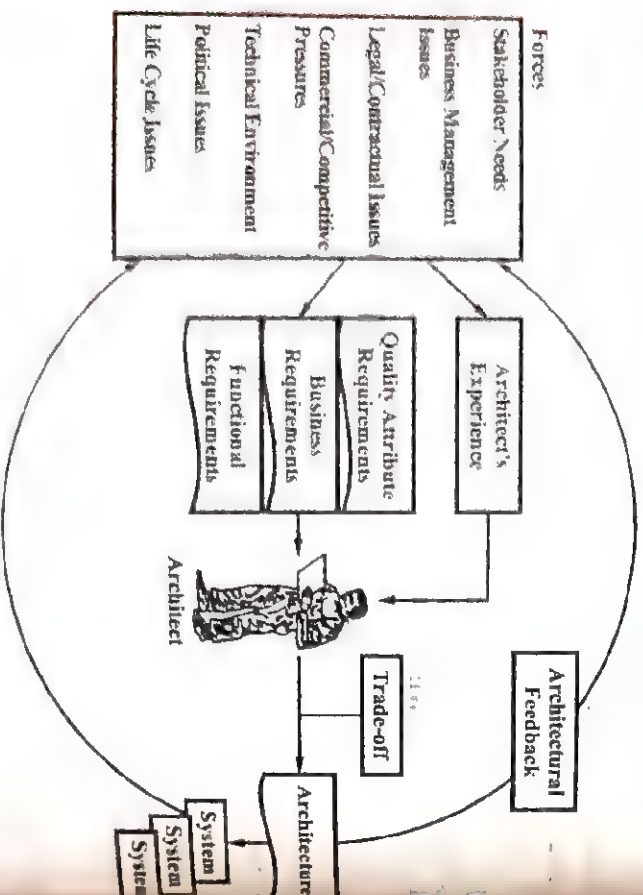 Forces
Stakeholder Needs
Business Management
Issues
Legal/Contractual Issues
Commercial/Competitive
Pressures
Technical Environment
Political Issues
Life Cycle Issues
Architect's
Experience
Quality Attribute
Requirements
Business
Requirements
Functional
Requirements
Architect
Architectural
Feedback
Trade-off
Architecture
System
System
System